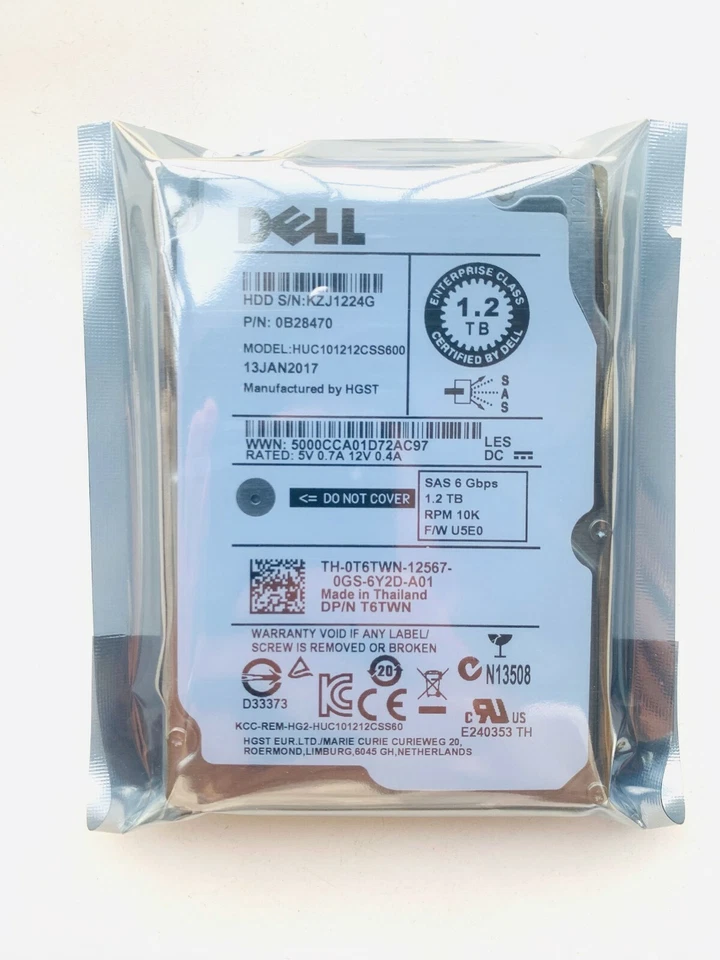 DELL
HDD S/N:KZJ1224G
P/N: 0B28470
MODEL:HUC101212CSS600
13JAN2017
Manufactured by HGST
ENTERPRISE CLASS
1.2
TB
CERTIFIED BY DELL
SAS
WWN: 5000CCA01D72AC97
RATED: 5V 0.7A 12V 0.4A
LES
DC
<= DO NOT COVER
SAS 6 Gbps
1.2 TB
RPM 10K
F/W U5E0
TH-0T6TWN-12567-
0GS-6Y2D-A01
Made in Thailand
DP/N T6TWN
WARRANTY VOID IF ANY LABEL/
SCREW IS REMOVED OR BROKEN
D33373
20
CE
N13508
c UR US
E240353 TH
KCC-REM-HG2-HUC101212CSS60
HGST EUR.LTD./MARIE CURIE CURIEWEG 20,
ROERMOND,LIMBURG,6045 GH,NETHERLANDS